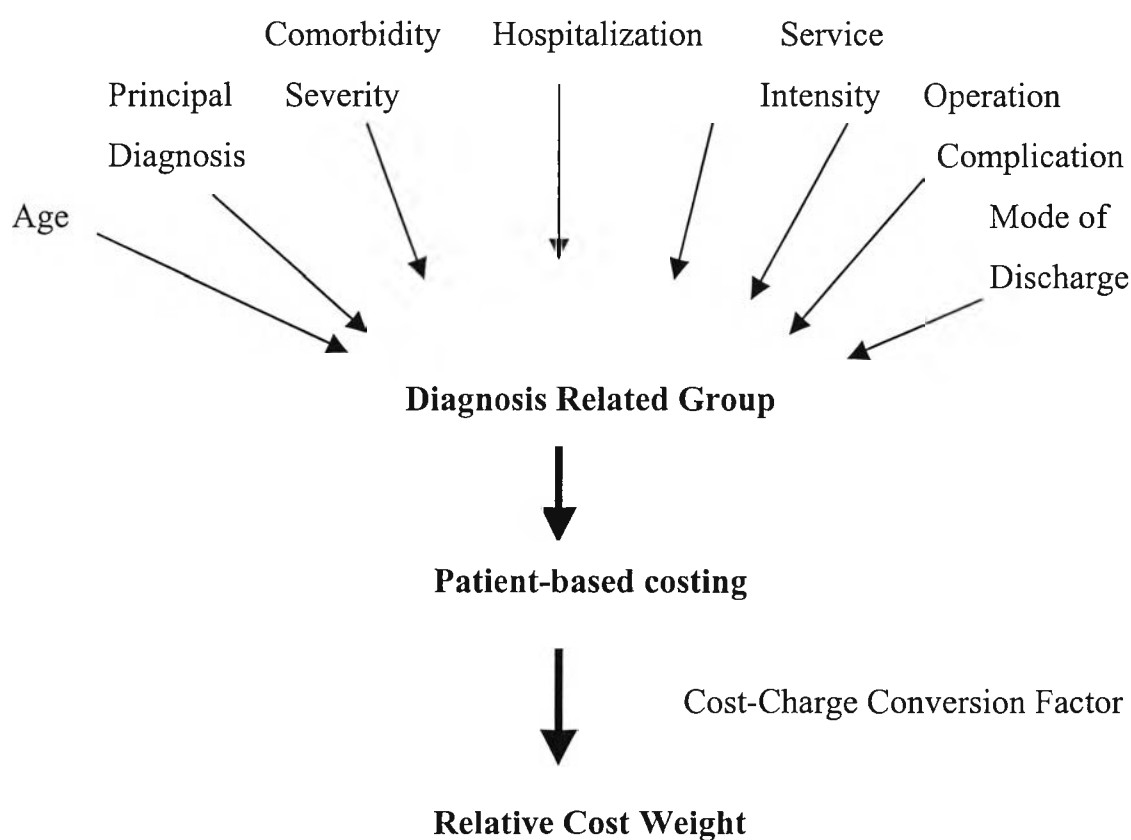 Comorbidity Hospitalization Service
Principal Severity Intensity Operation
Diagnosis Complication
Age Mode of
Discharge
Diagnosis Related Group
Patient-based costing
Cost-Charge Conversion Factor
Relative Cost Weight